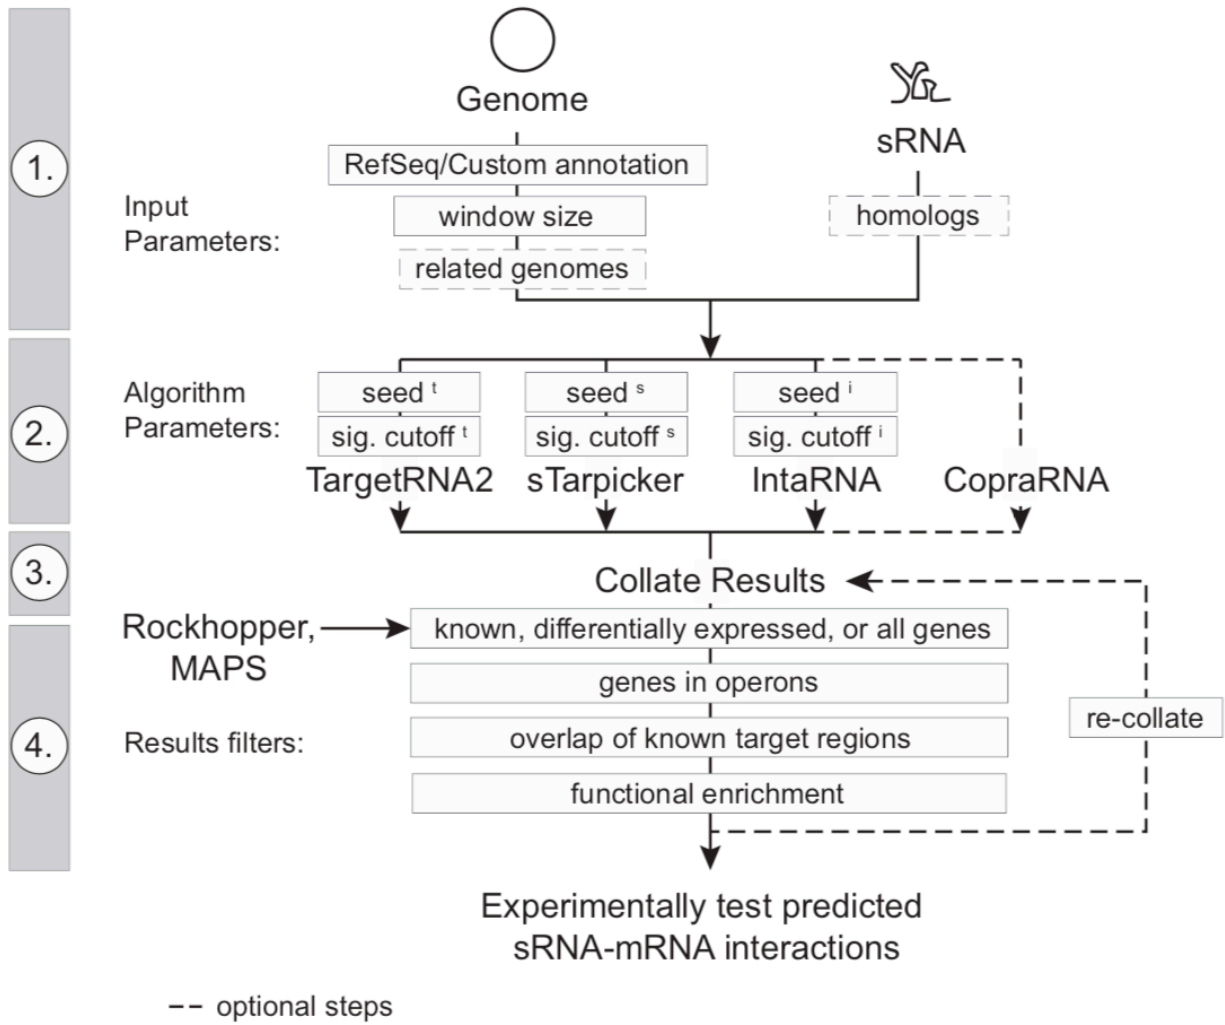 1.
Genome
sRNA
RefSeq/Custom annotation
Input
Parameters:
window size
homologs
related genomes
2.
Algorithm
Parameters:
seed t
seed s
seed i
sig. cutoff t
sig. cutoff s
sig. cutoff i
TargetRNA2
sTarpicker
IntaRNA
CopraRNA
3.
Collate Results
Rockhopper,
MAPS
known, differentially expressed, or all genes
genes in operons
re-collate
4.
Results filters:
overlap of known target regions
functional enrichment
Experimentally test predicted
sRNA-mRNA interactions
-- optional steps